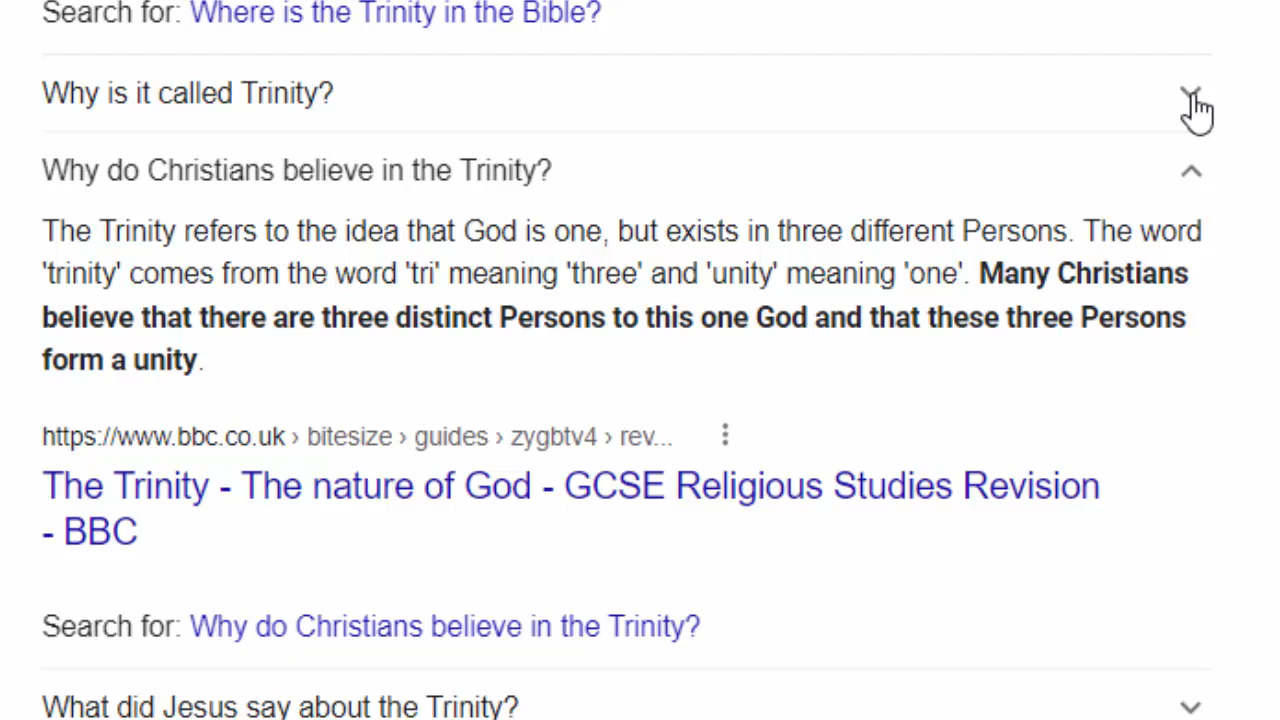 Search for: Where is the Trinity in the Bible?
Why is it called Trinity?
Why do Christians believe in the Trinity?
The Trinity refers to the idea that God is one, but exists in three different Persons. The word
'trinity' comes from the word 'tri' meaning 'three' and 'unity' meaning 'one'. Many Christians
believe that there are three distinct Persons to this one God and that these three Persons
form a unity.
https://www.bbc.co.uk › bitesize › guides › zygbtv4 › rev...
The Trinity - The nature of God - GCSE Religious Studies Revision
- BBC
Search for: Why do Christians believe in the Trinity?
What did Jesus say about the Trinity?